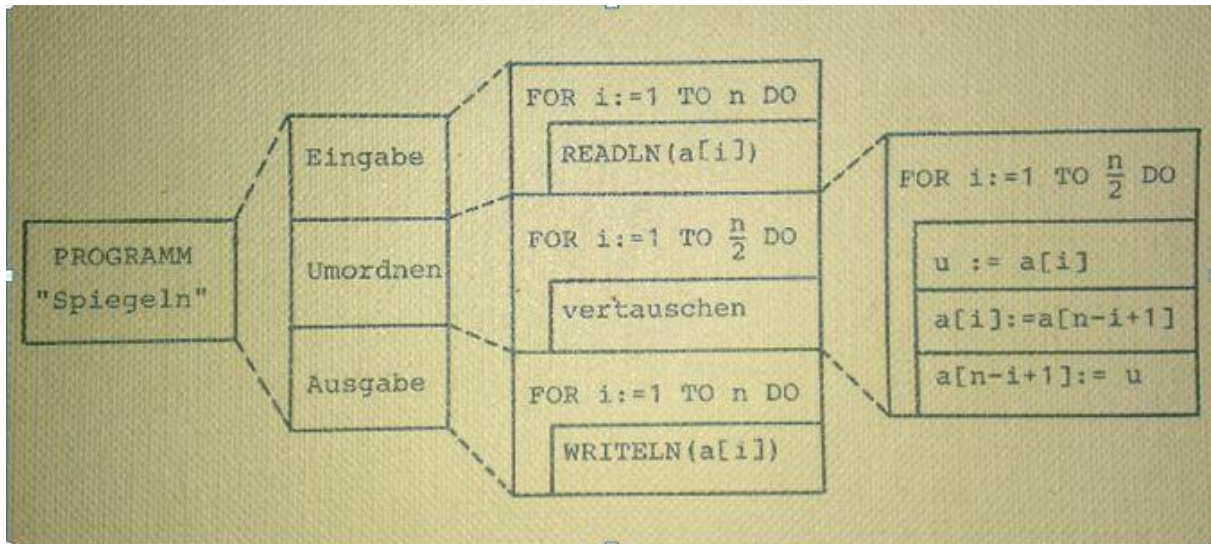 PROGRAMM
"Spiegeln"
Eingabe
Umordnen
Ausgabe
FOR i:=1 TO n DO
READLN(a[i])
FOR i:=1 TO n/2 DO
vertauschen
FOR i:=1 TO n DO
WRITELN(a[i])
FOR i:=1 TO n/2 DO
u := a[i]
a[i]:=a[n-i+1]
a[n-i+1]:= u